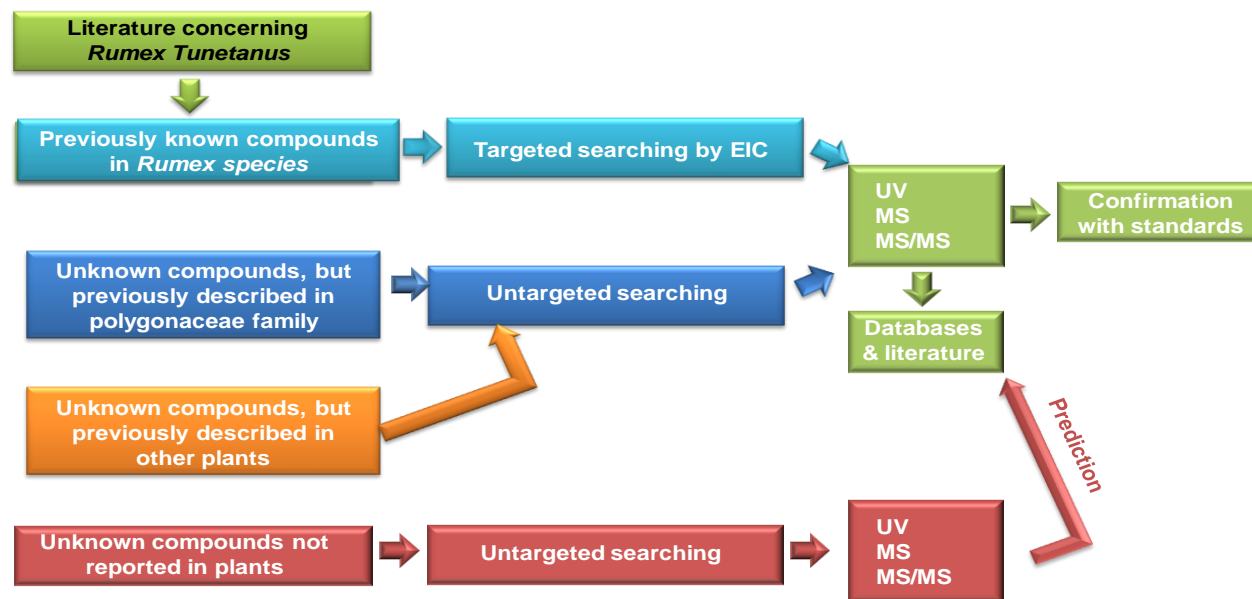 Literature concerning
Rumex Tunetanus
Previously known compounds
in Rumex species
Targeted searching by EIC
UV
MS
MS/MS
Confirmation
with standards
Unknown compounds, but
previously described in
polygonaceae family
Untargeted searching
Databases
& literature
Unknown compounds, but
previously described in
other plants
Prediction
Unknown compounds not
reported in plants
Untargeted searching
UV
MS
MS/MS